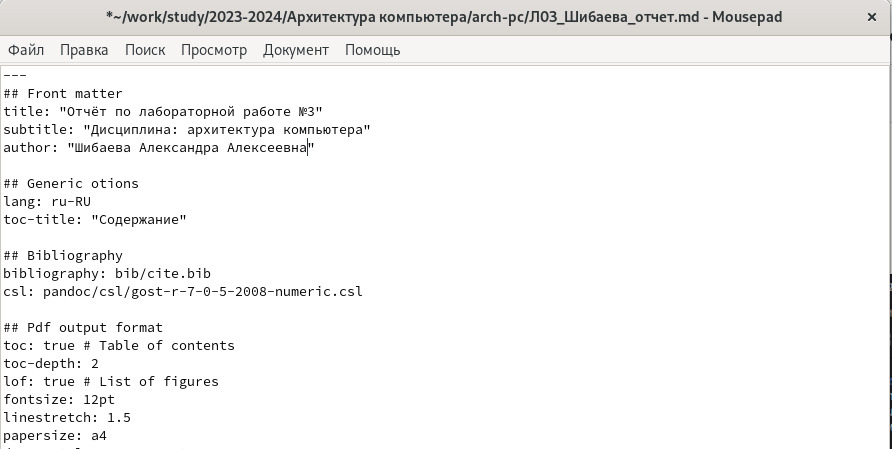 *~/work/study/2023-2024/Архитектура компьютера/arch-pc/Л03_Шибаева_отчет.md - Mousepad
Файл Правка Поиск Просмотр Документ Помощь
---
## Front matter
title: "Отчёт по лабораторной работе №3"
subtitle: "Дисциплина: архитектура компьютера"
author: "Шибаева Александра Алексеевна"
## Generic otions
lang: ru-RU
toc-title: "Содержание"
## Bibliography
bibliography: bib/cite.bib
csl: pandoc/csl/gost-r-7-0-5-2008-numeric.csl
## Pdf output format
toc: true # Table of contents
toc-depth: 2
lof: true # List of figures
fontsize: 12pt
linestretch: 1.5
papersize: a4